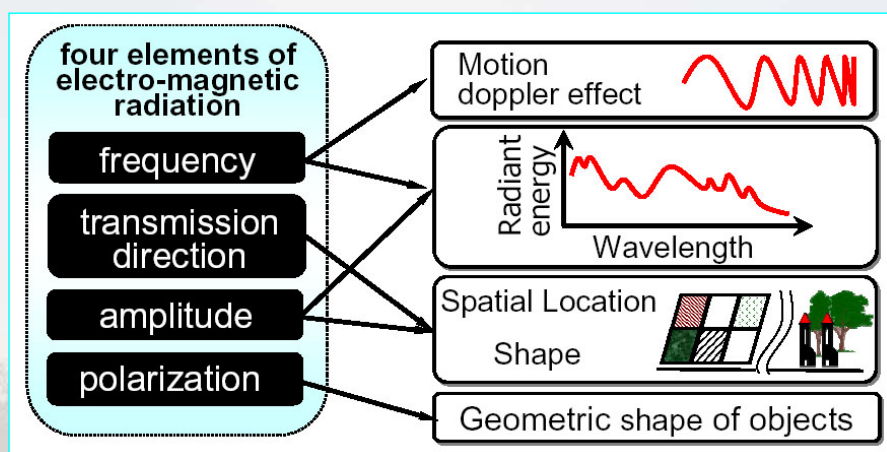 four elements of
electro-magnetic
radiation
frequency
transmission
direction
amplitude
polarization
Motion
doppler effect
Radiant
energy
Wavelength
Spatial Location
Shape
Geometric shape of objects